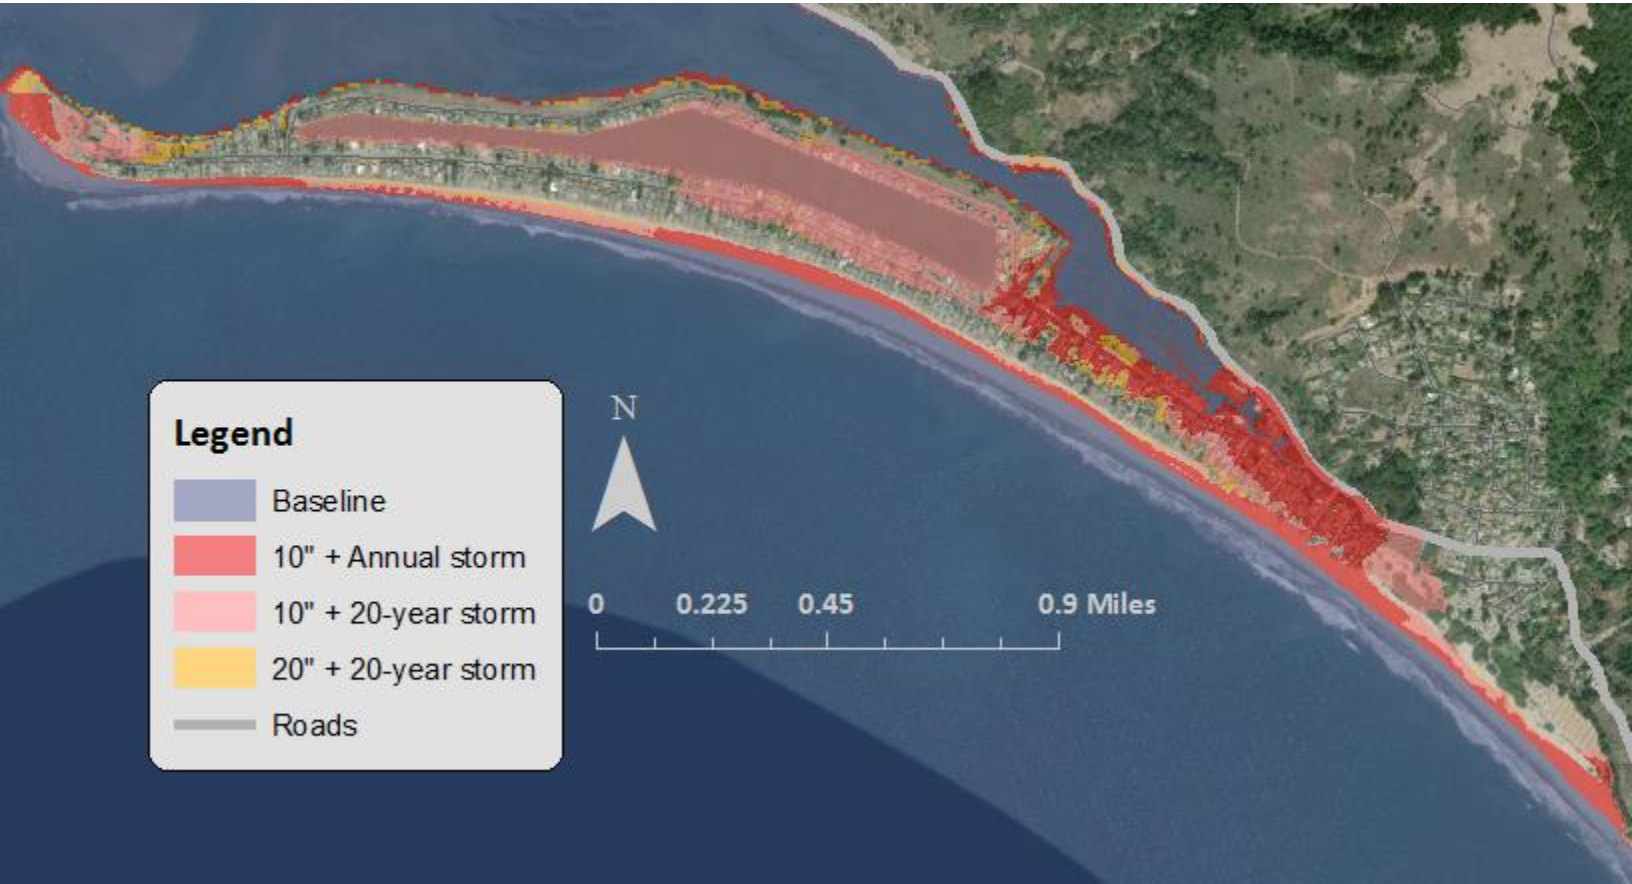 Legend
Baseline
10" + Annual storm
10" + 20-year storm
20" + 20-year storm
Roads
N
0 0.225 0.45 0.9 Miles